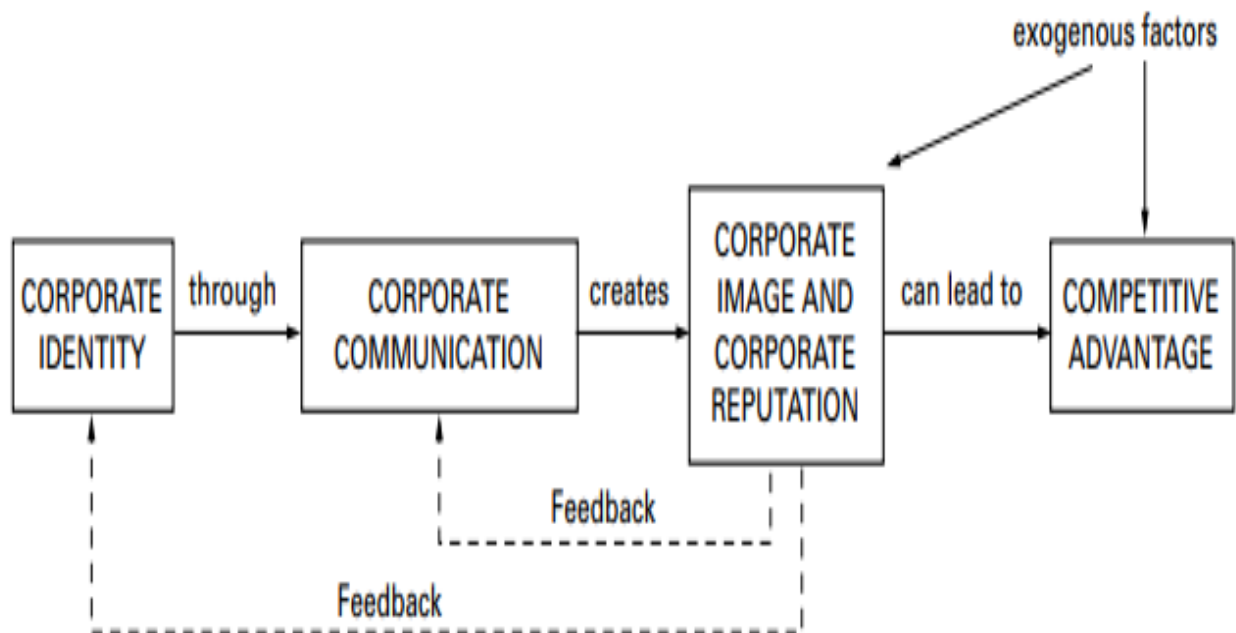 exogenous factors
CORPORATE
IDENTITY
through
CORPORATE
COMMUNICATION
creates
CORPORATE
IMAGE AND
CORPORATE
REPUTATION
can lead to
COMPETITIVE
ADVANTAGE
Feedback
Feedback